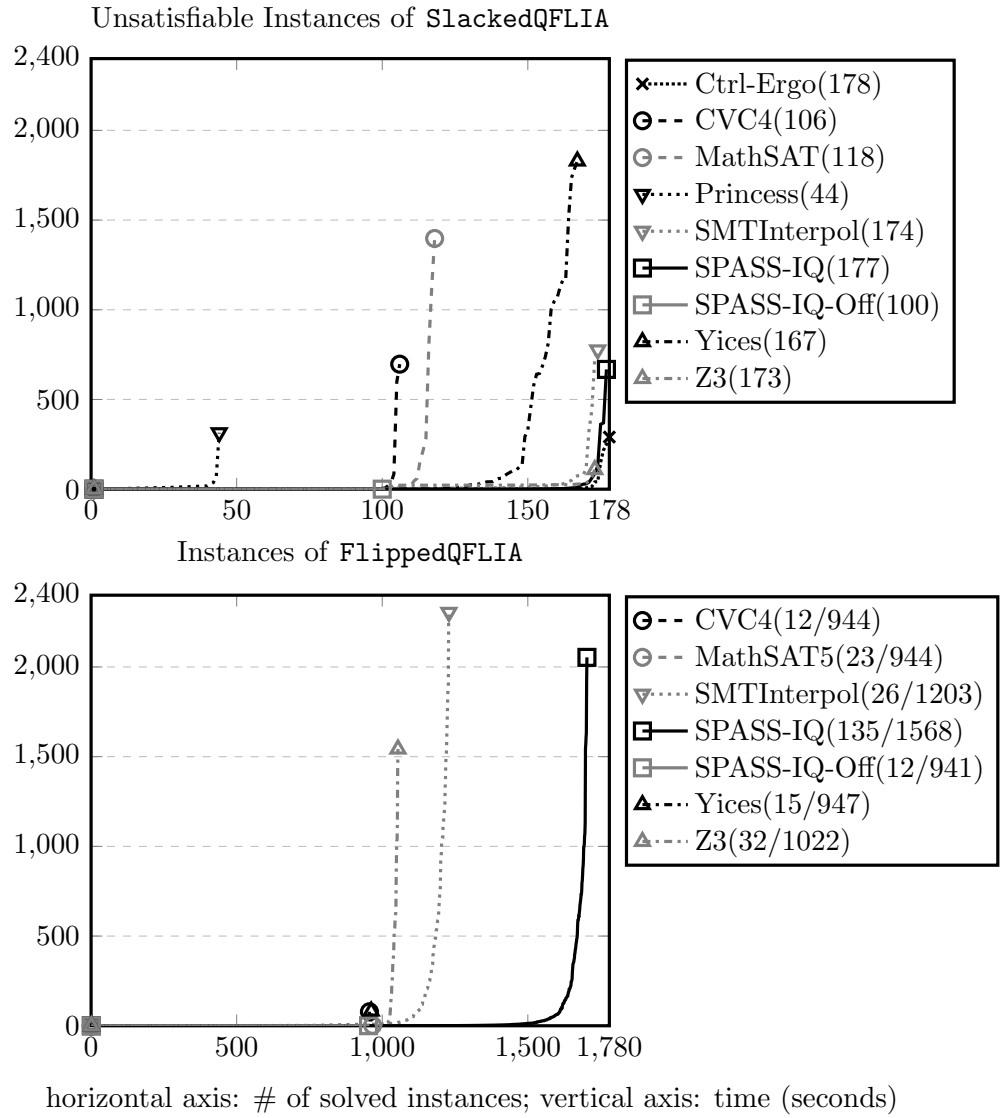 Unsatisfiable Instances of SlackedQFLIA
2,400
2,000
1,500
1,000
500
0
0 50 100 150 178
Ctrl-Ergo(178)
CVC4(106)
MathSAT(118)
Princess(44)
SMTInterpol(174)
SPASS-IQ(177)
SPASS-IQ-Off(100)
Yices(167)
Z3(173)
Instances of FlippedQFLIA
2,400
2,000
1,500
1,000
500
0
0 500 1,000 1,500 1,780
CVC4(12/944)
MathSAT5(23/944)
SMTInterpol(26/1203)
SPASS-IQ(135/1568)
SPASS-IQ-Off(12/941)
Yices(15/947)
Z3(32/1022)
horizontal axis: # of solved instances; vertical axis: time (seconds)